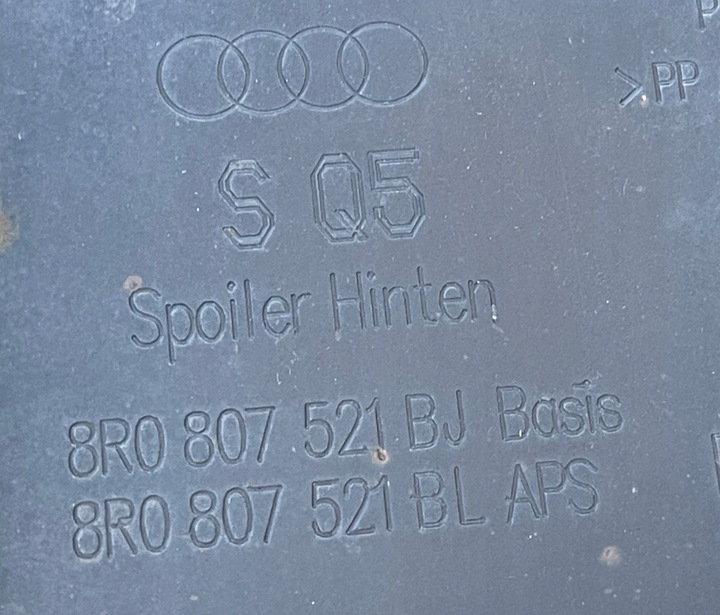 >PP
S Q5
Spoiler Hinten
8R0 807 521 BJ Basis
8R0 807 521 BL APS